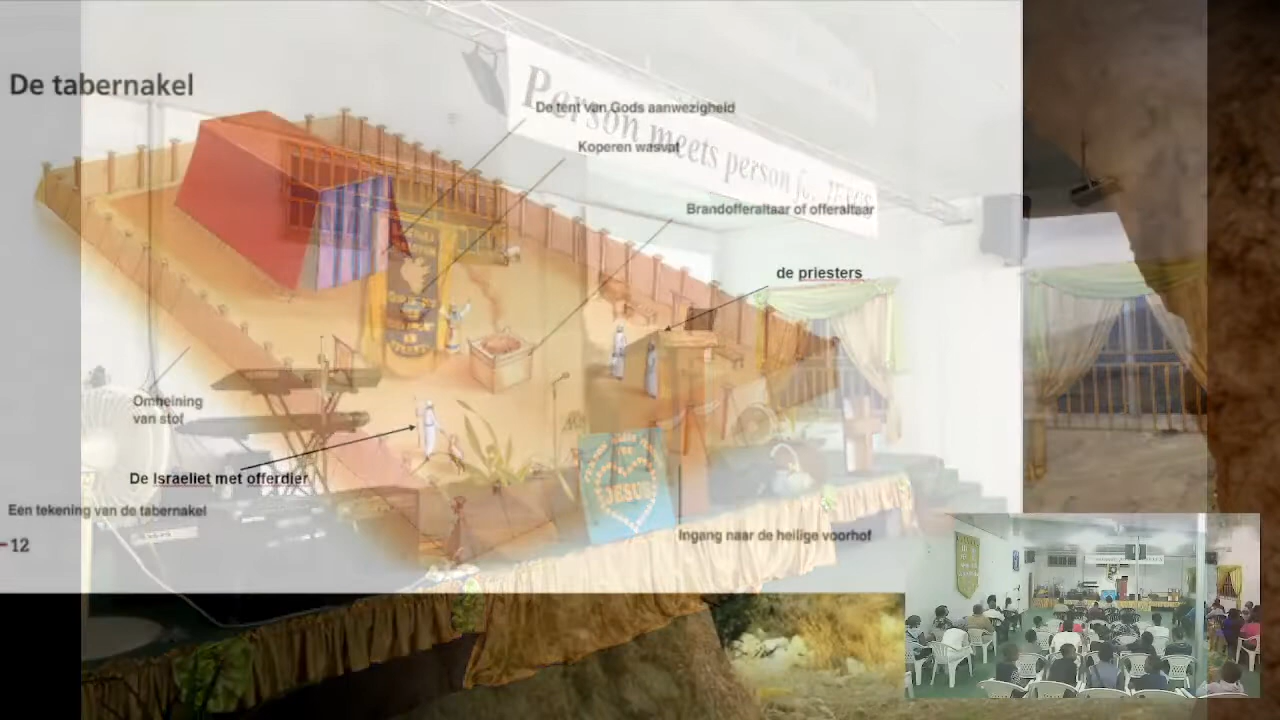 De tabernakel
De tent van Gods aanwezigheid
Koperen wasvat
Person meets person for JESUS
Brandofferaltaar of offeraltaar
de priesters
Omheining
van stof
De Israeliet met offerdier
JESUS
Een tekening van de tabernakel
Ingang naar de heilige voorhof
12